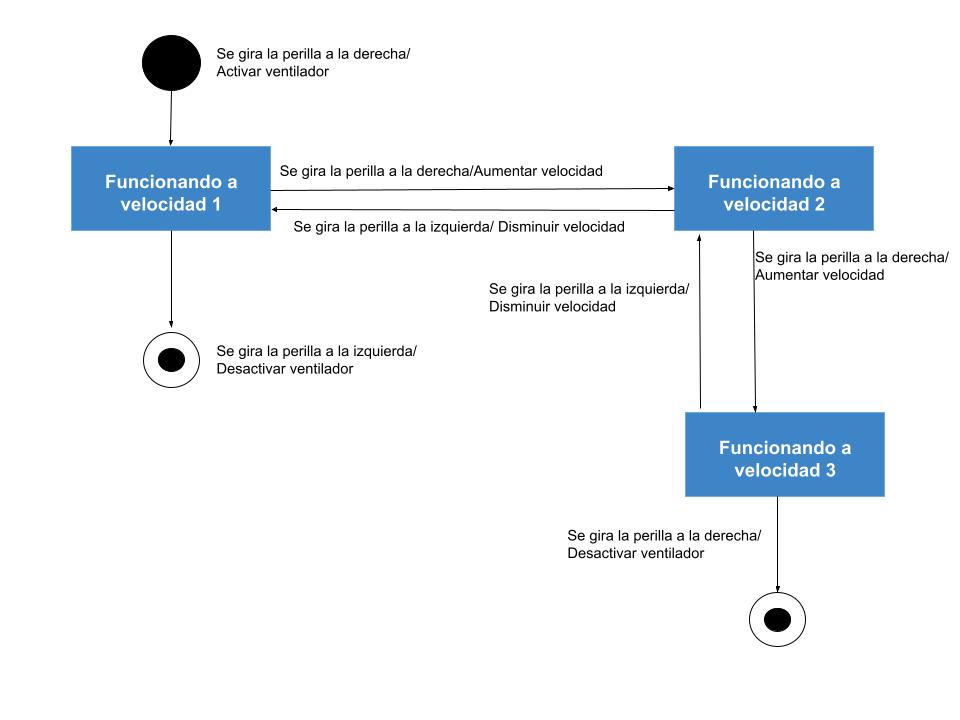 Se gira la perilla a la derecha/
Activar ventilador
Funcionando a
velocidad 1
Se gira la perilla a la derecha/Aumentar velocidad
Se gira la perilla a la izquierda/ Disminuir velocidad
Funcionando a
velocidad 2
Se gira la perilla a la derecha/
Aumentar velocidad
Se gira la perilla a la izquierda/
Disminuir velocidad
Se gira la perilla a la izquierda/
Desactivar ventilador
Funcionando a
velocidad 3
Se gira la perilla a la derecha/
Desactivar ventilador